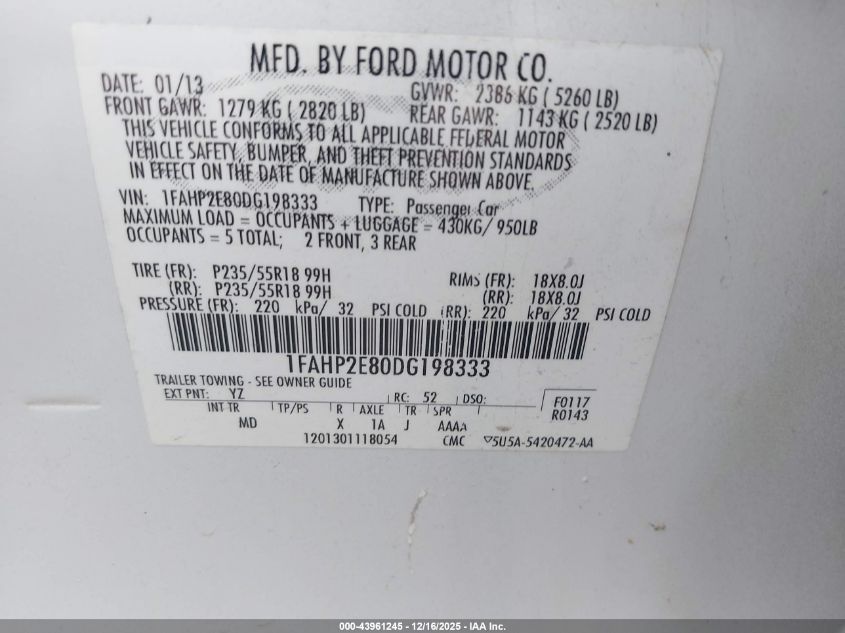 MFD. BY FORD MOTOR CO.
DATE: 01/13 GVWR: 2386 KG ( 5260 LB)
FRONT GAWR: 1279 KG ( 2820 LB) REAR GAWR: 1143 KG ( 2520 LB)
THIS VEHICLE CONFORMS TO ALL APPLICABLE FEDERAL MOTOR
VEHICLE SAFETY, BUMPER, AND THEFT PREVENTION STANDARDS
IN EFFECT ON THE DATE OF MANUFACTURE SHOWN ABOVE.
VIN: 1FAHP2E80DG198333 TYPE: Passenger Car
MAXIMUM LOAD = OCCUPANTS + LUGGAGE = 430KG/ 950LB
OCCUPANTS = 5 TOTAL; 2 FRONT, 3 REAR
TIRE (FR): P235/55R18 99H RIMS (FR): 18X8.0J
(RR): P235/55R18 99H (RR): 18X8.0J
PRESSURE (FR): 220 kPa/ 32 PSI COLD (RR): 220 kPa/ 32 PSI COLD
1FAHP2E80DG198333
TRAILER TOWING - SEE OWNER GUIDE
EXT PNT: YZ RC: 52 DSO: F0117
R0143
INT TR TP/PS R AXLE TR SPR
MD X 1A J AAAA
1201301118054 CMC ▽5U5A-5420472-AA
000-43961245 - 12/16/2025 - IAA Inc.